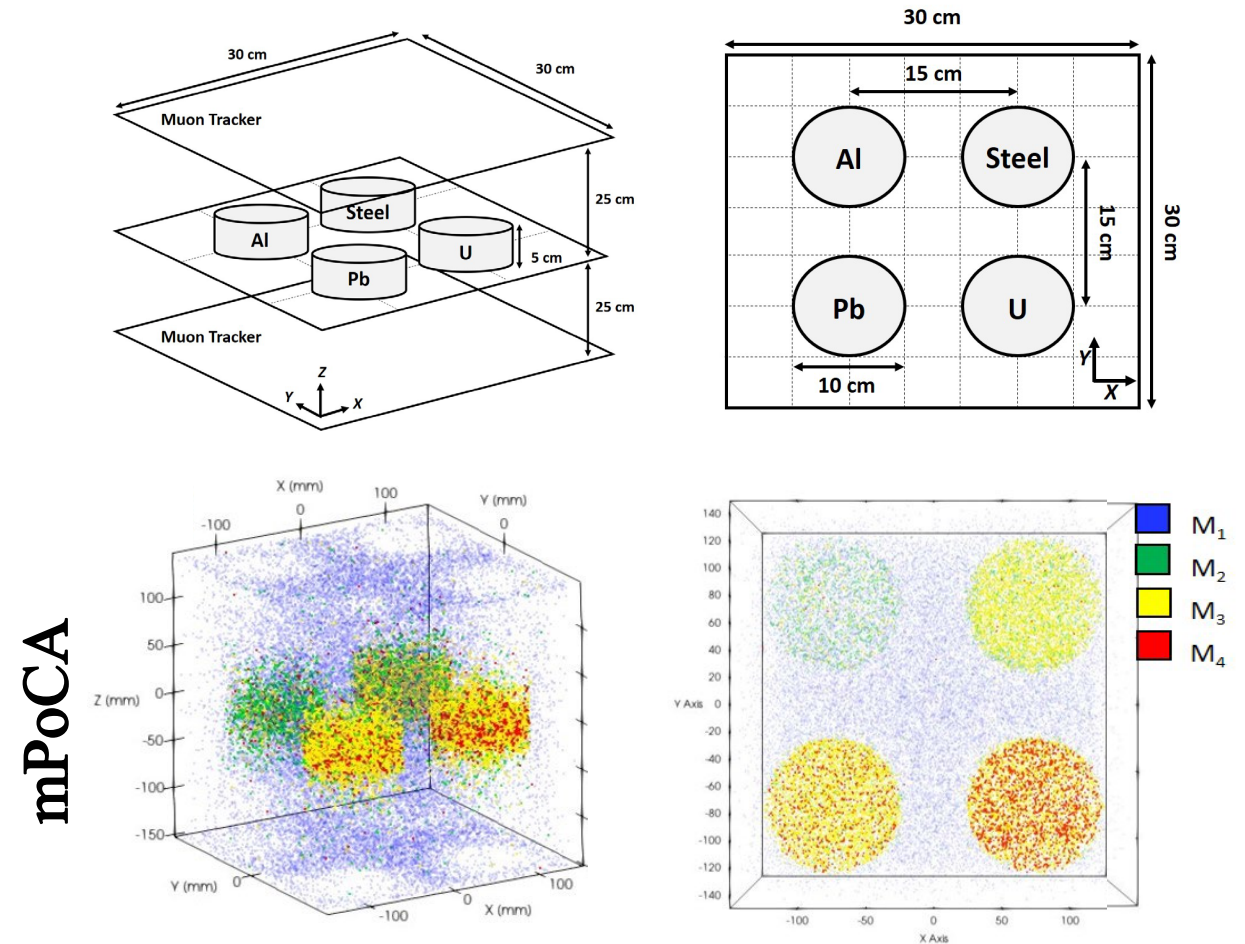 30 cm
30 cm
Muon Tracker
Steel
Al
U
Pb
25 cm
5 cm
25 cm
Muon Tracker
Z
Y
X
30 cm
15 cm
Al
Steel
15 cm
30 cm
Pb
U
10 cm
Y
X
mPoCA
X (mm)
-100
0
100
Y (mm)
0
100
50
Z (mm)
0
-50
-100
-150
Y (mm)
0
-100
0
100
X (mm)
140
120
100
80
60
40
20
Y Axis
0
-20
-40
-60
-80
-100
-120
-140
-100
-50
0
50
100
X Axis
M₁
M₂
M₃
M₄